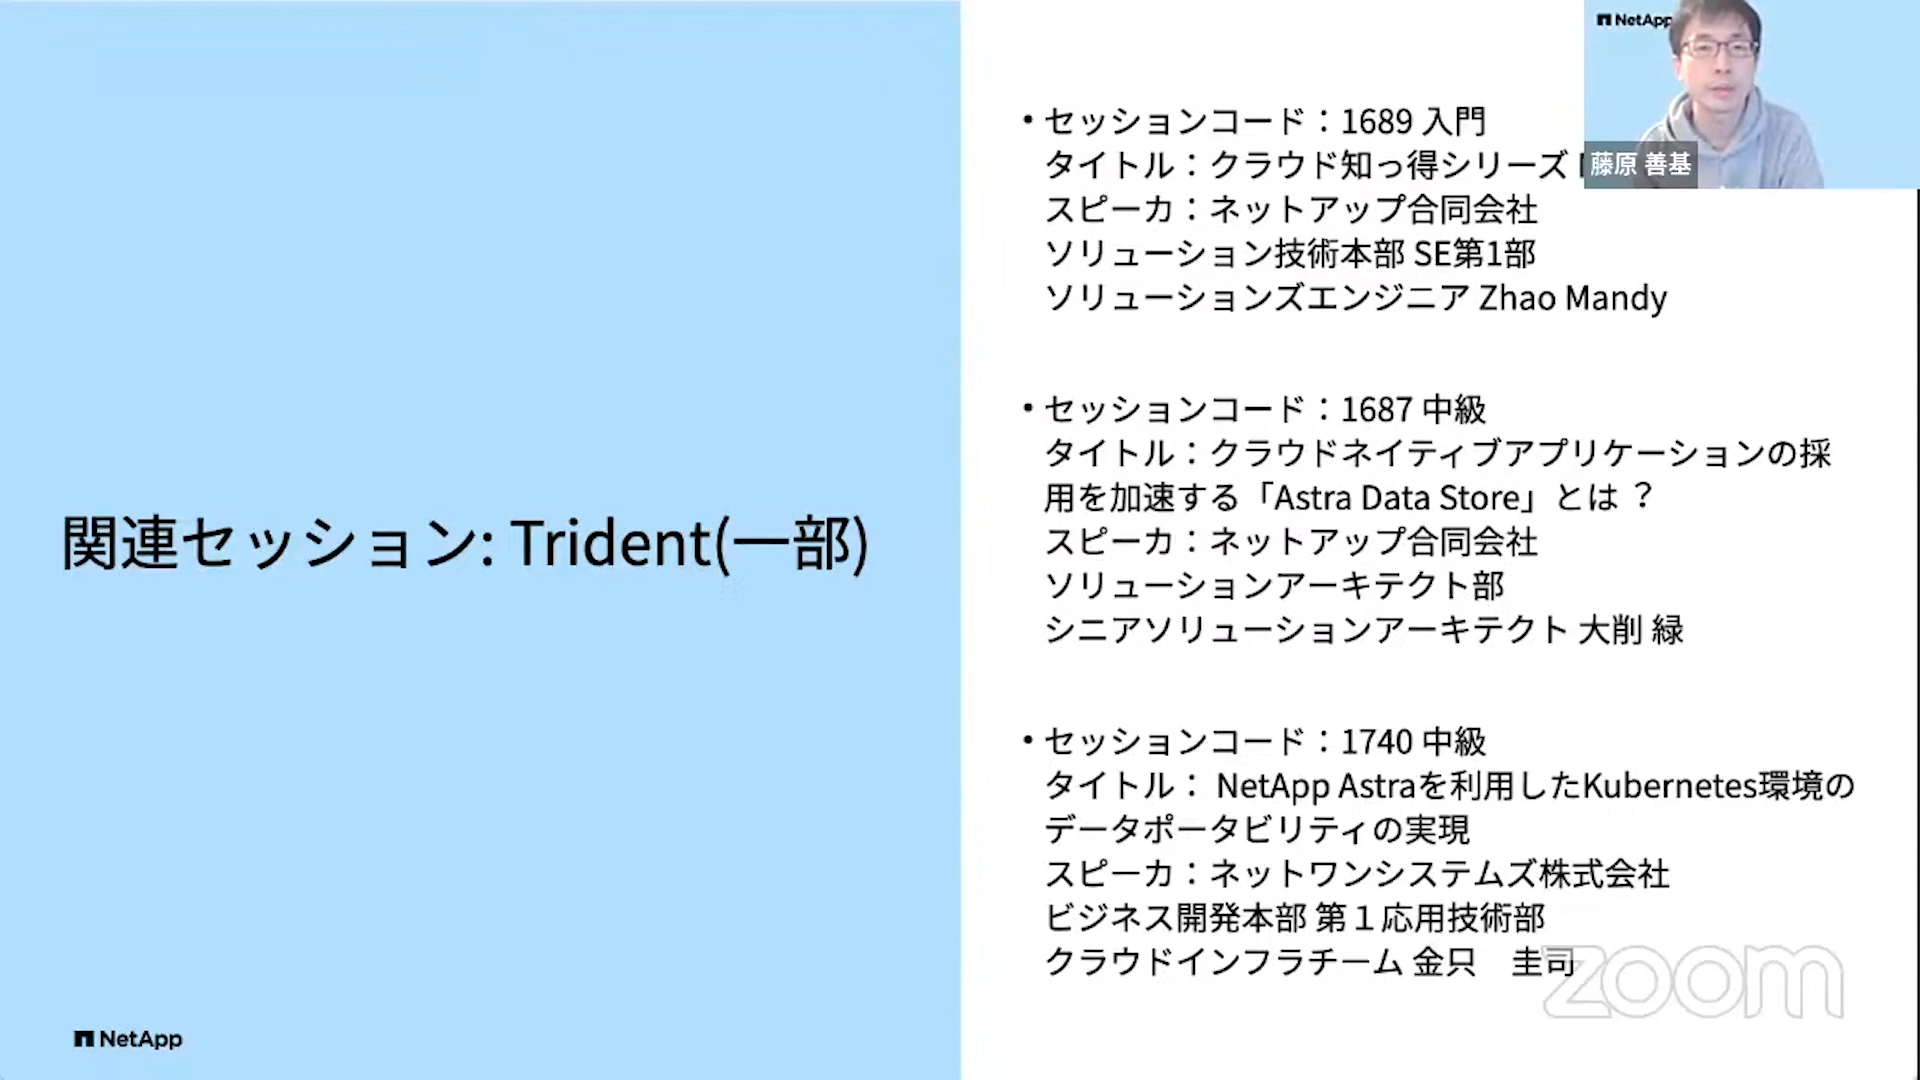 関連セッション: Trident(一部)
NetApp
・セッションコード：1689 入門
タイトル：クラウド知っ得シリーズ
スピーカ：ネットアップ合同会社
ソリューション技術本部 SE第1部
ソリューションズエンジニア Zhao Mandy
・セッションコード：1687 中級
タイトル：クラウドネイティブアプリケーションの採
用を加速する「Astra Data Store」とは ？
スピーカ：ネットアップ合同会社
ソリューションアーキテクト部
シニアソリューションアーキテクト 大削 緑
・セッションコード：1740 中級
タイトル： NetApp Astraを利用したKubernetes環境の
データポータビリティの実現
スピーカ：ネットワンシステムズ株式会社
ビジネス開発本部 第１応用技術部
クラウドインフラチーム 金只　圭司
NetApp
藤原 善基
zoom